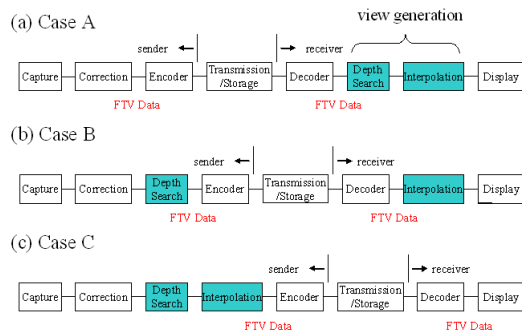 (a) Case A
view generation
sender
receiver
Capture
Correction
Encoder
Transmission
/Storage
Decoder
Depth
Search
Interpolation
Display
FTV Data
FTV Data
(b) Case B
sender
receiver
Capture
Correction
Depth
Search
Encoder
Transmission
/Storage
Decoder
Interpolation
Display
FTV Data
FTV Data
(c) Case C
sender
receiver
Capture
Correction
Depth
Search
Interpolation
Encoder
Transmission
/Storage
Decoder
Display
FTV Data
FTV Data